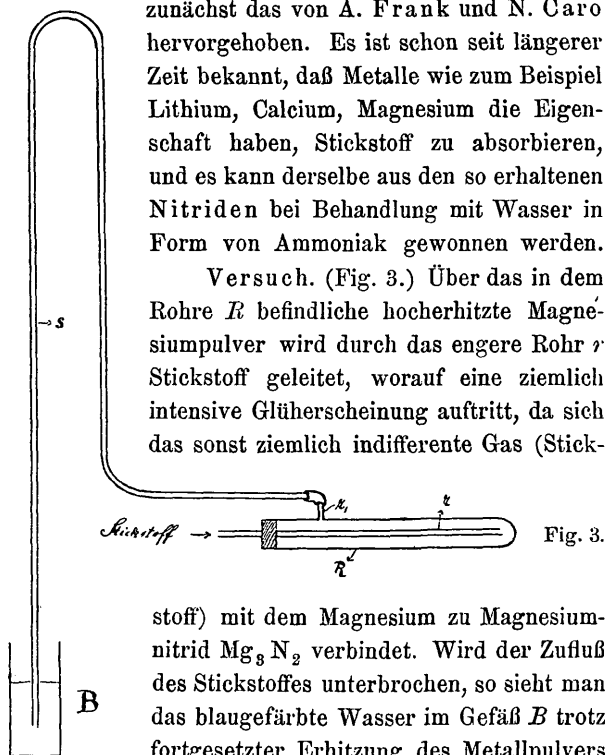 zunächst das von A. Frank und N. Caro
hervorgehoben. Es ist schon seit längerer
Zeit bekannt, daß Metalle wie zum Beispiel
Lithium, Calcium, Magnesium die Eigen-
schaft haben, Stickstoff zu absorbieren,
und es kann derselbe aus den so erhaltenen
Nitriden bei Behandlung mit Wasser in
Form von Ammoniak gewonnen werden.
Versuch. (Fig. 3.) Über das in dem
Rohre R befindliche hocherhitzte Magne-
siumpulver wird durch das engere Rohr r
Stickstoff geleitet, worauf eine ziemlich
intensive Glüherscheinung auftritt, da sich
das sonst ziemlich indifferente Gas (Stick-
s
r₁
r
Stickstoff
R
Fig. 3.
stoff) mit dem Magnesium zu Magnesium-
nitrid Mg₃N₂ verbindet. Wird der Zufluß
des Stickstoffes unterbrochen, so sieht man
das blaugefärbte Wasser im Gefäß B trotz
B
fortgesetzter Erhitzung des Metallpulvers